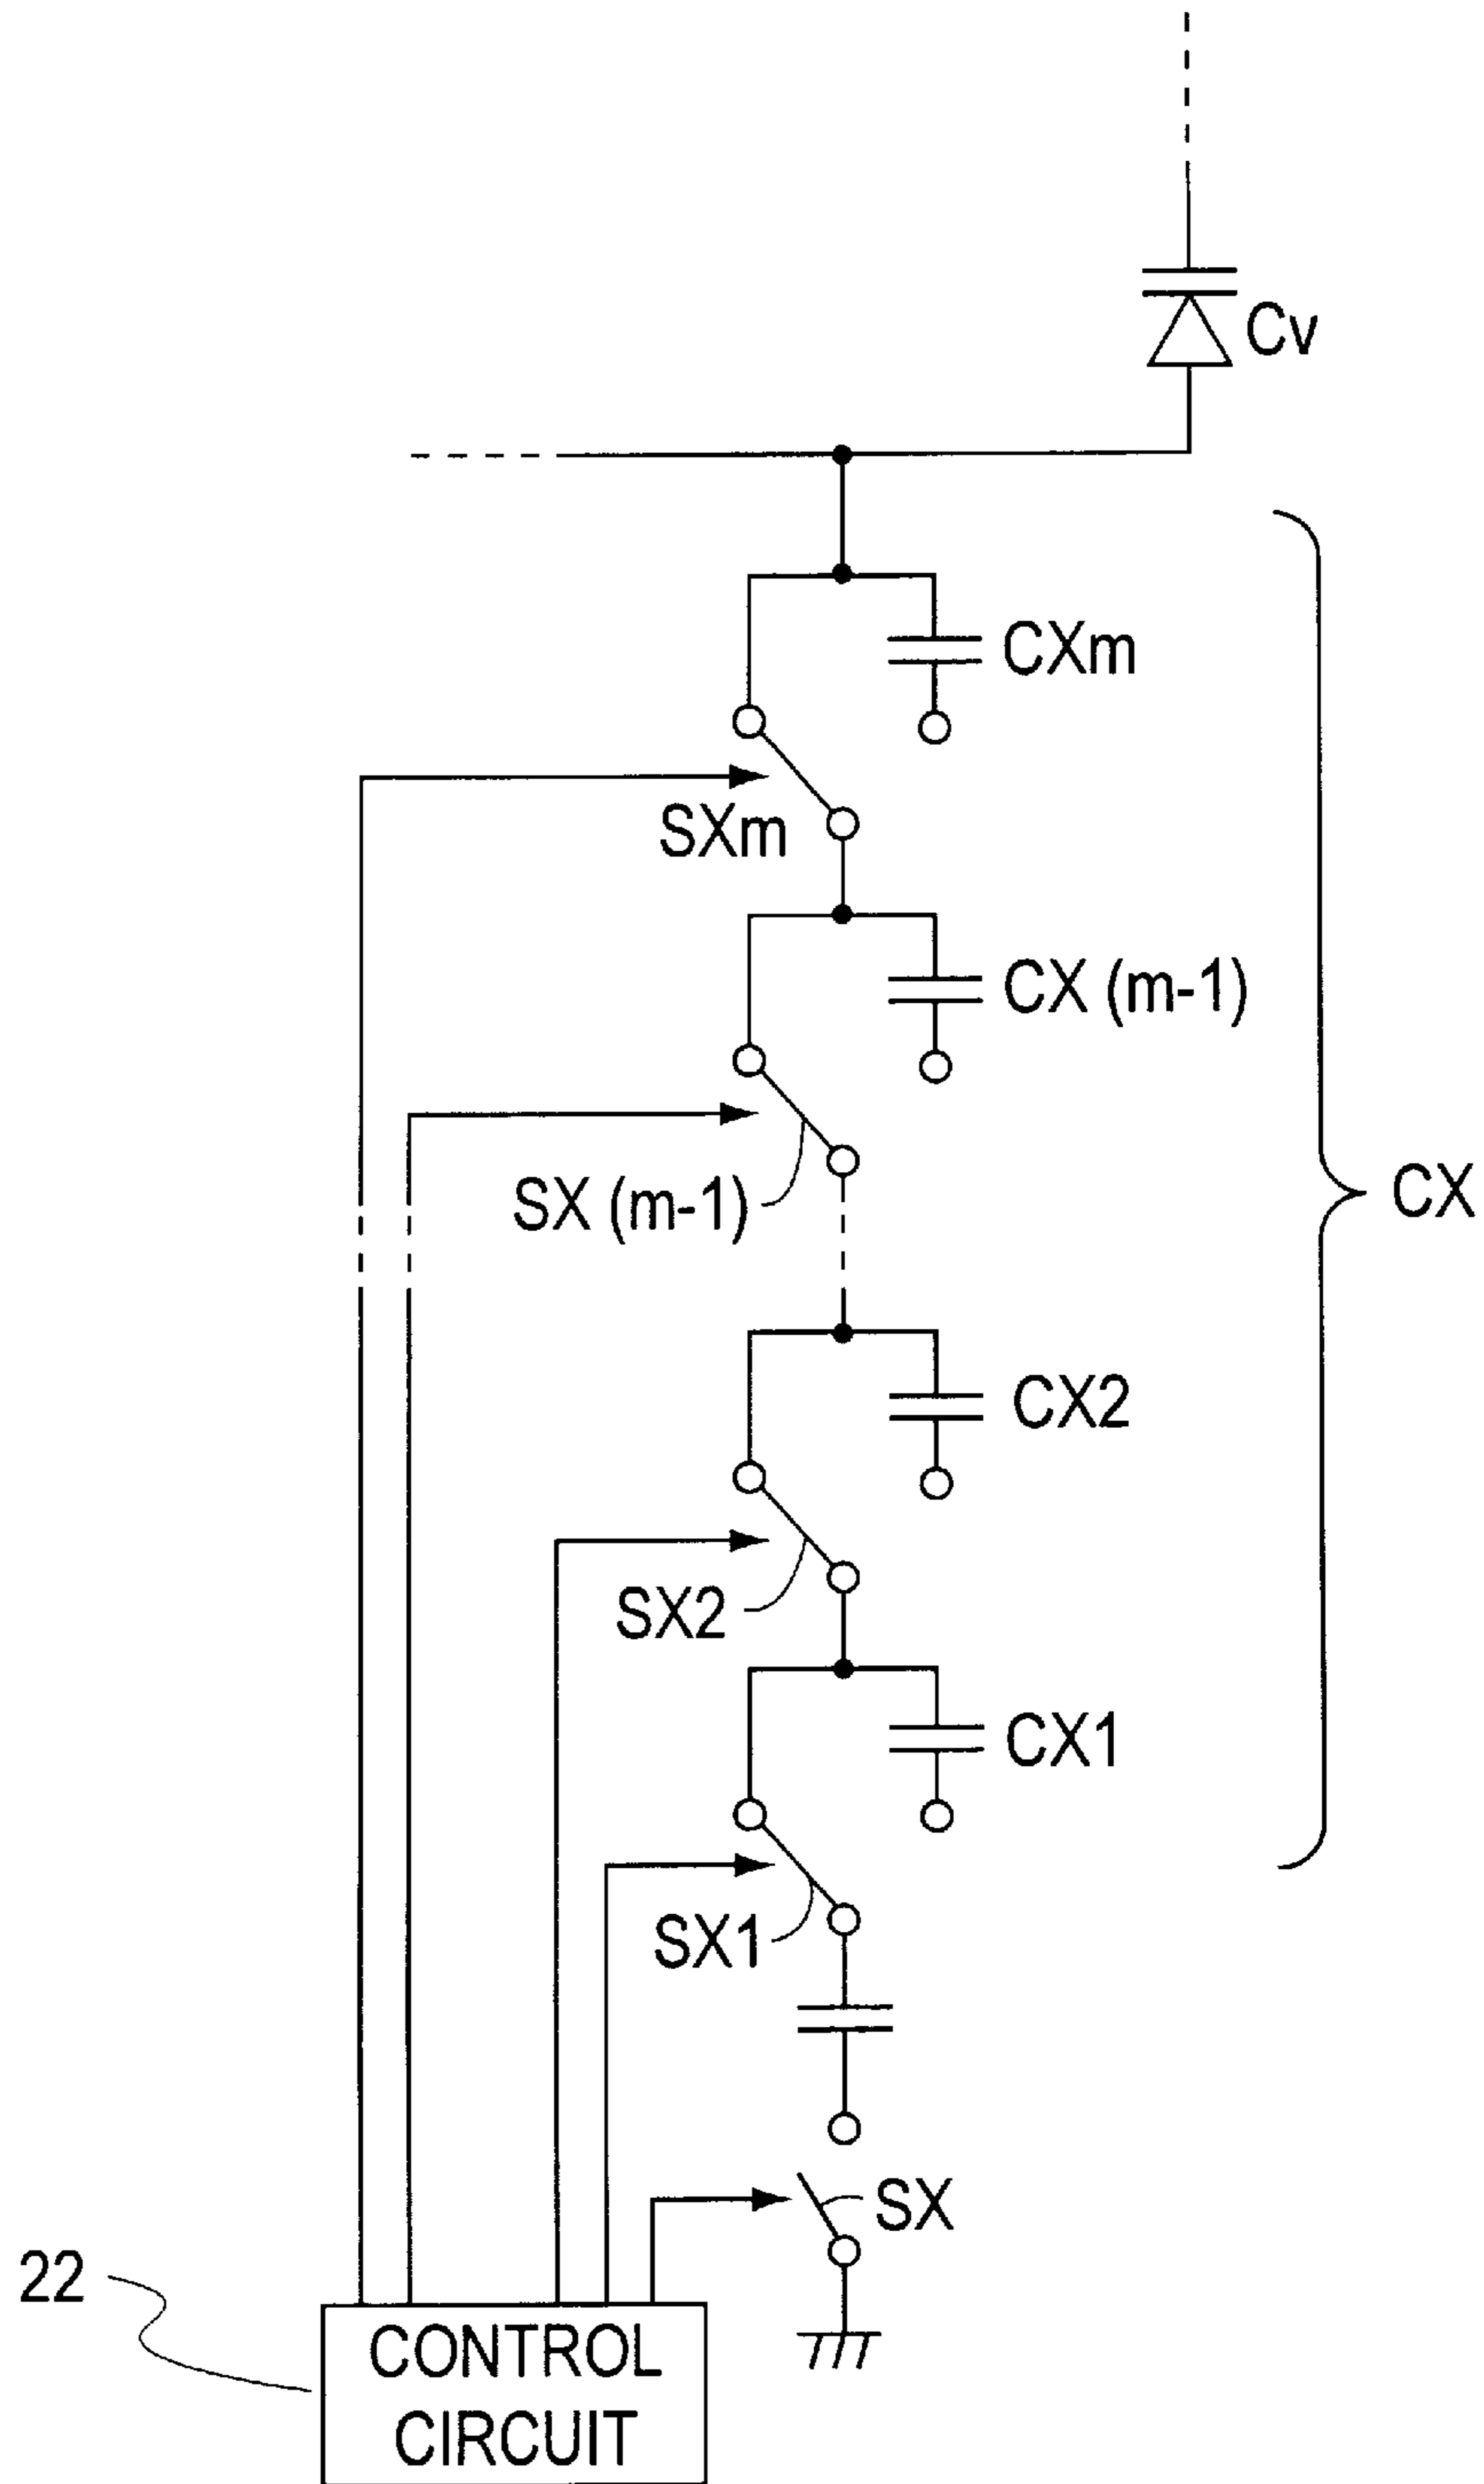 Cv
CXm
SXm
CX (m-1)
SX (m-1)
CX
CX2
SX2
CX1
SX1
SX
22
CONTROL
CIRCUIT